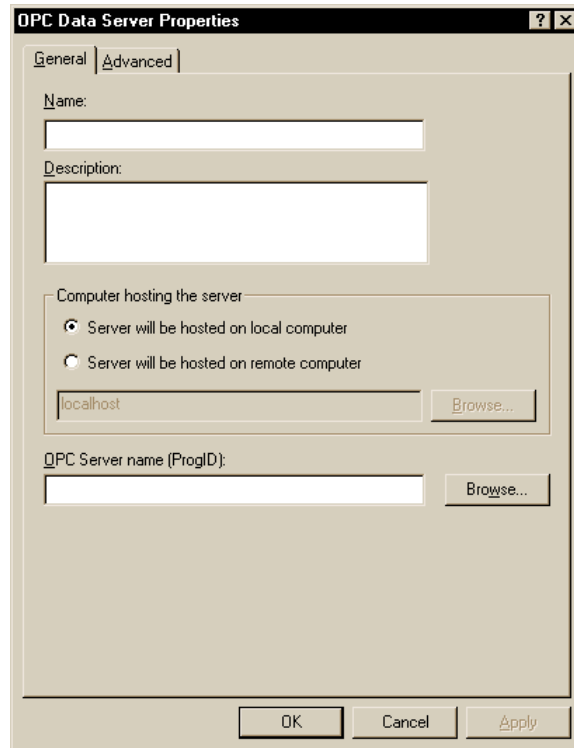 OPC Data Server Properties
General
Advanced
Name:
Description:
Computer hosting the server
Server will be hosted on local computer
Server will be hosted on remote computer
localhost
Browse...
OPC Server name (ProgID):
Browse...
OK
Cancel
Apply